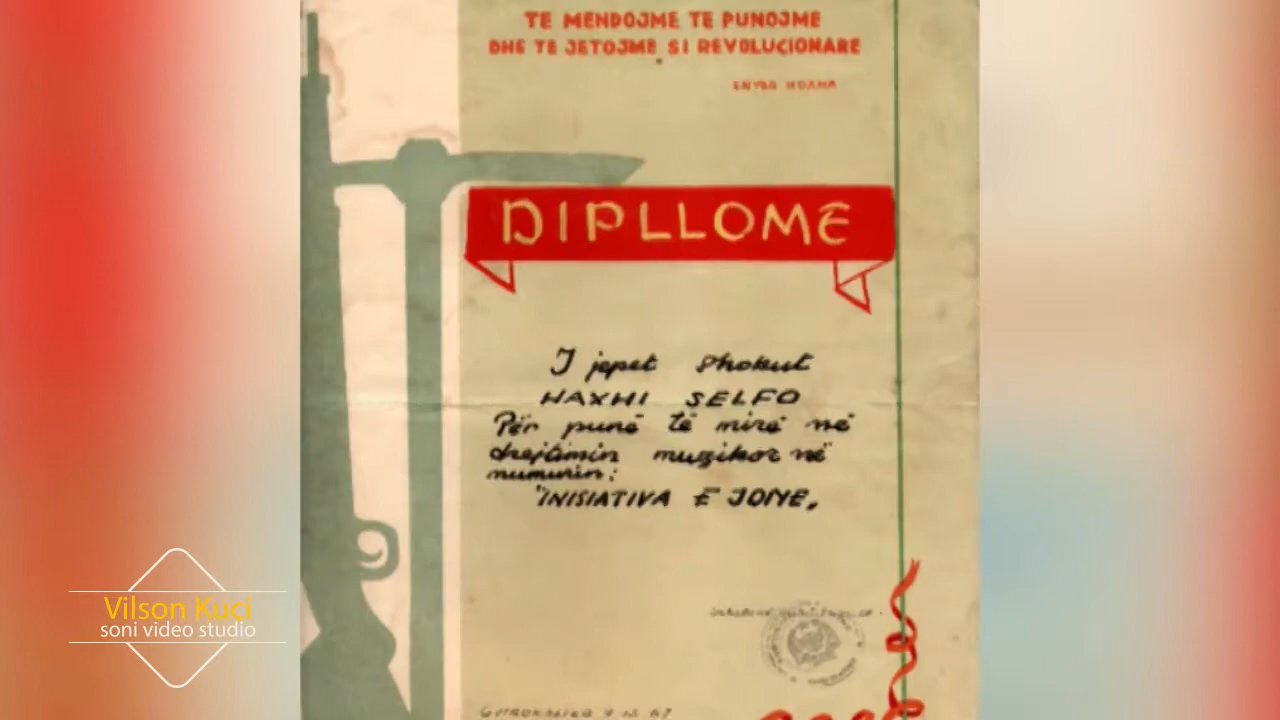 TE MENDOJME TE PUNOJME
DHE TE JETOJME SI REVOLUCIONARE
ENVER HOXHA
DIPLLOME
I jepet shokut
HAXHI SELFO
Për punë të mirë në
drejtimin muzikor në
numurin:
"INISIATIVA E JONE„
Vilson Kuci
soni video studio